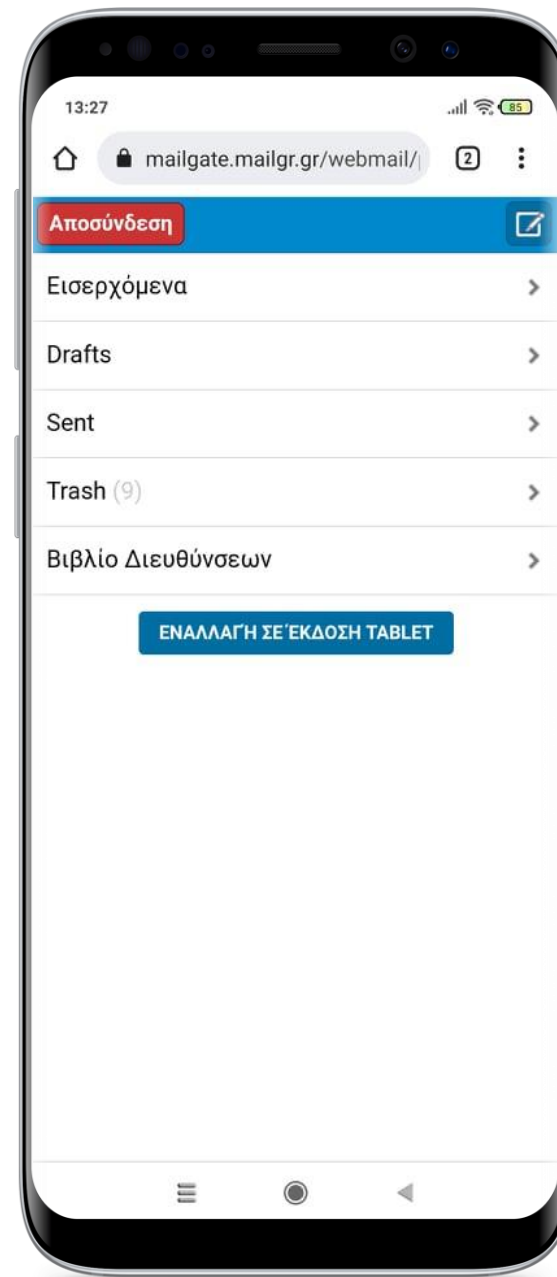 13:27
85
mailgate.mailgr.gr/webmail/
2
Αποσύνδεση
Εισερχόμενα
Drafts
Sent
Trash (9)
Βιβλίο Διευθύνσεων
ΕΝΑΛΛΑΓΉ ΣΕ ΈΚΔΟΣΗ TABLET